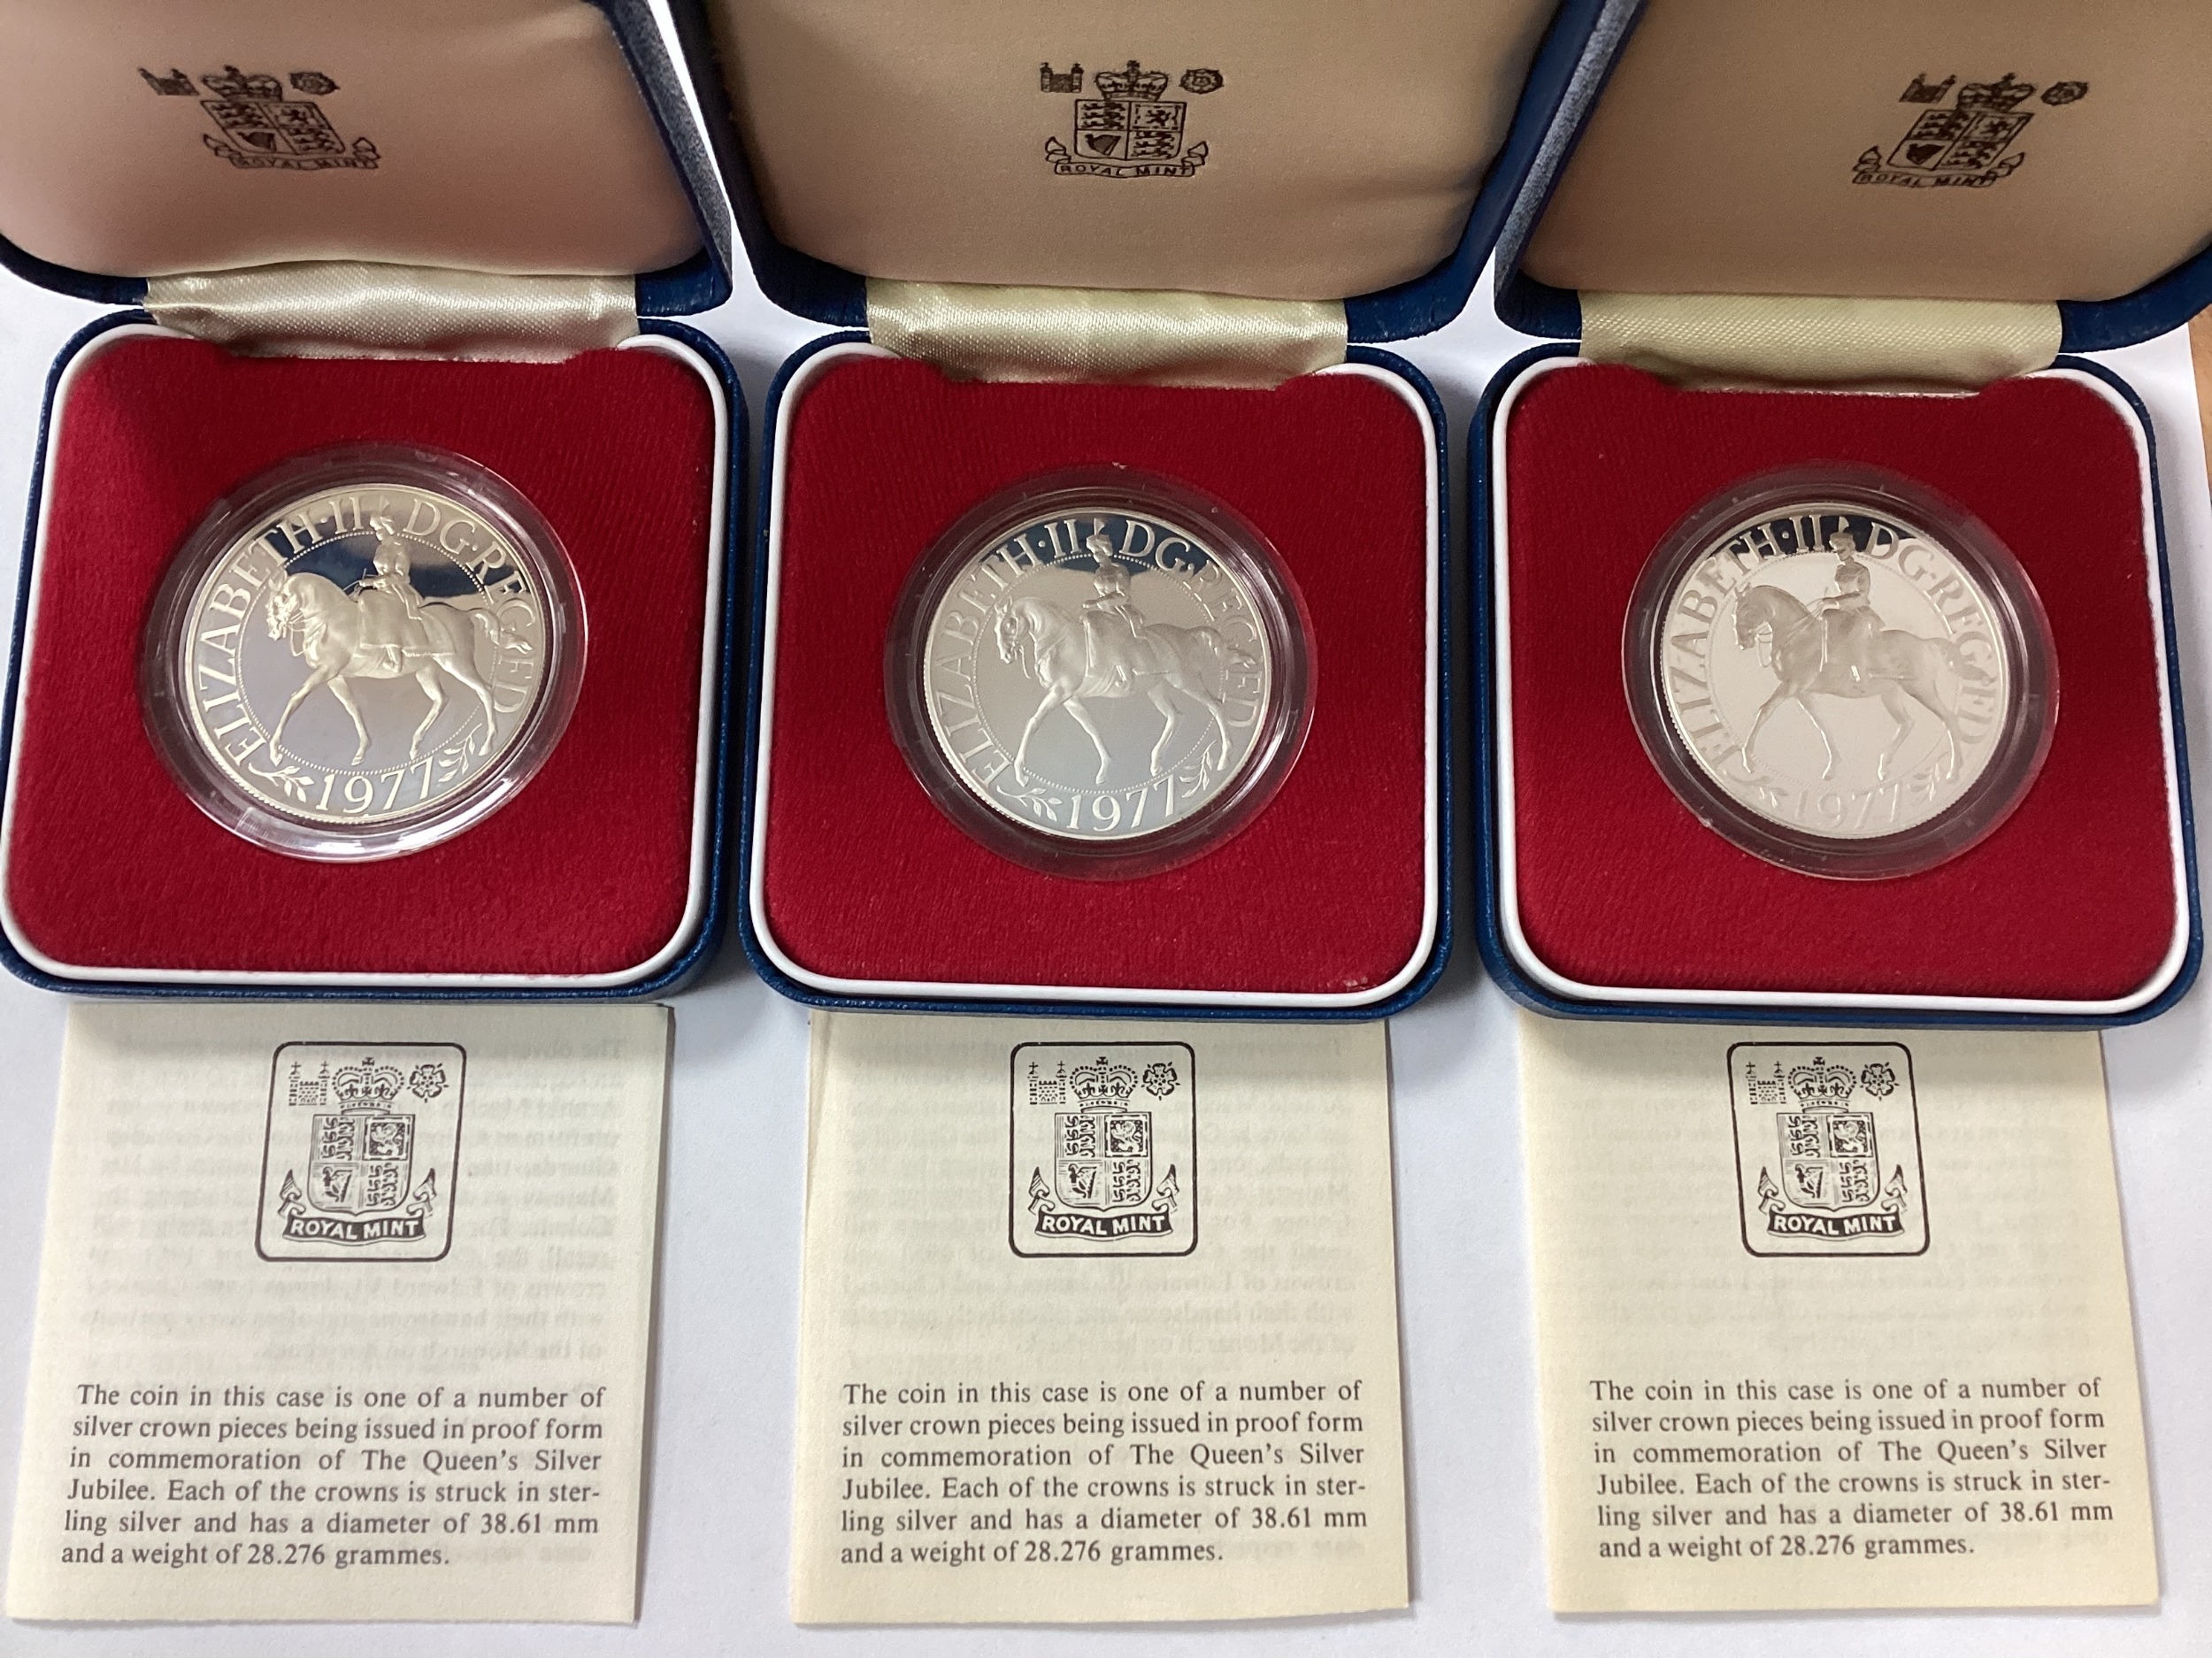 ROYAL MINT
ROYAL MINT
ROYAL MINT
ELIZABETH·II DG·REG·FD
1977
ELIZABETH·II DG·REG·FD
1977
ELIZABETH·II DG·REG·FD
1977
ROYAL MINT
The coin in this case is one of a number of
silver crown pieces being issued in proof form
in commemoration of The Queen's Silver
Jubilee. Each of the crowns is struck in ster-
ling silver and has a diameter of 38.61 mm
and a weight of 28.276 grammes.
ROYAL MINT
The coin in this case is one of a number of
silver crown pieces being issued in proof form
in commemoration of The Queen's Silver
Jubilee. Each of the crowns is struck in ster-
ling silver and has a diameter of 38.61 mm
and a weight of 28.276 grammes.
ROYAL MINT
The coin in this case is one of a number of
silver crown pieces being issued in proof form
in commemoration of The Queen's Silver
Jubilee. Each of the crowns is struck in ster-
ling silver and has a diameter of 38.61 mm
and a weight of 28.276 grammes.